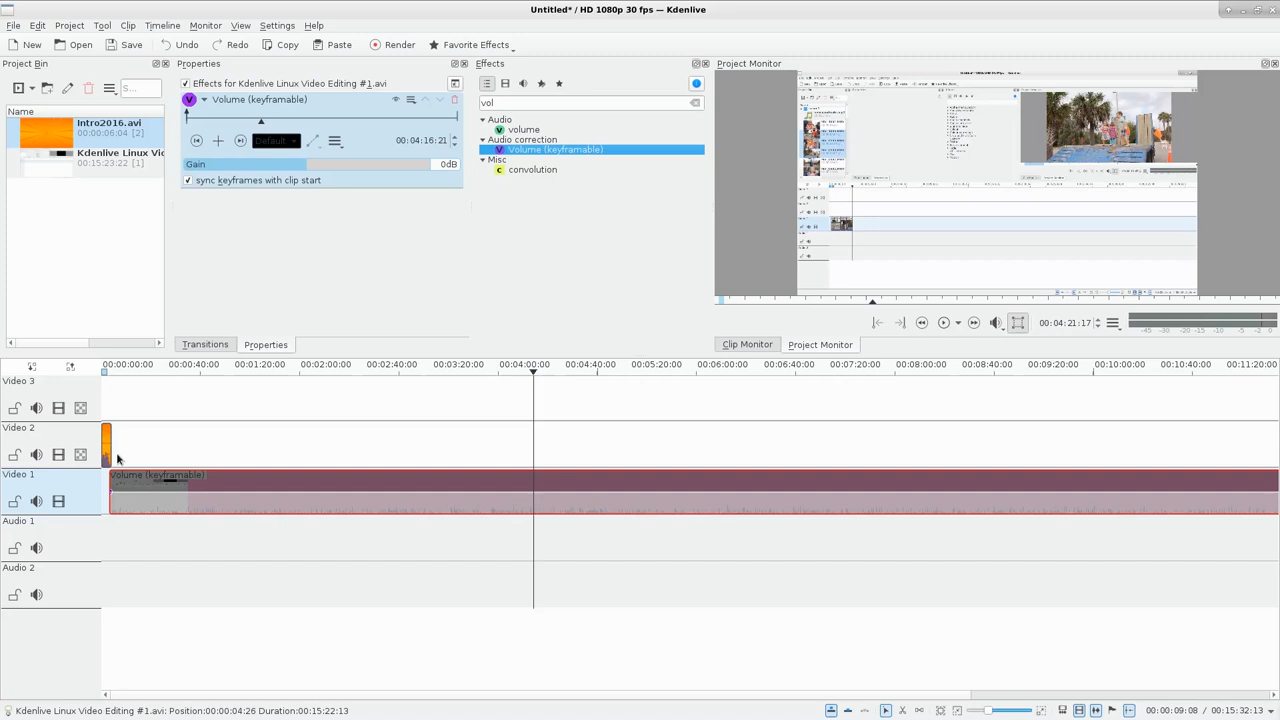 Untitled* / HD 1080p 30 fps — Kdenlive
File Edit Project Tool Clip Timeline Monitor View Settings Help
New Open Save Undo Redo Copy Paste Render Favorite Effects
Project Bin
Properties
Effects
Project Monitor
S...
Name
Intro2016.avi
Kdenlive Linux Vid
00:15:23:22 [1]
Effects for Kdenlive Linux Video Editing #1.avi
V Volume (keyframable)
Default
00:04:16:21
Gain 0dB
sync keyframes with clip start
vol
Audio
v volume
Audio correction
V Volume (keyframable)
Misc
c convolution
Transitions Properties
00:04:21:17
-45 -30 -20 -15 -10 -5 -2 0
Clip Monitor Project Monitor
00:00:00:00 00:00:40:00 00:01:20:00 00:02:00:00 00:02:40:00 00:03:20:00 00:04:00:00 00:04:40:00 00:05:20:00 00:06:00:00 00:06:40:00 00:07:20:00 00:08:00:00 00:08:40:00 00:09:20:00 00:10:00:00 00:10:40:00 00:11:20:00
Video 3
Video 2
Video 1
Volume (keyframable)
Audio 1
Audio 2
Kdenlive Linux Video Editing #1.avi: Position:00:00:04:26 Duration:00:15:22:13
00:00:09:08 / 00:15:32:13